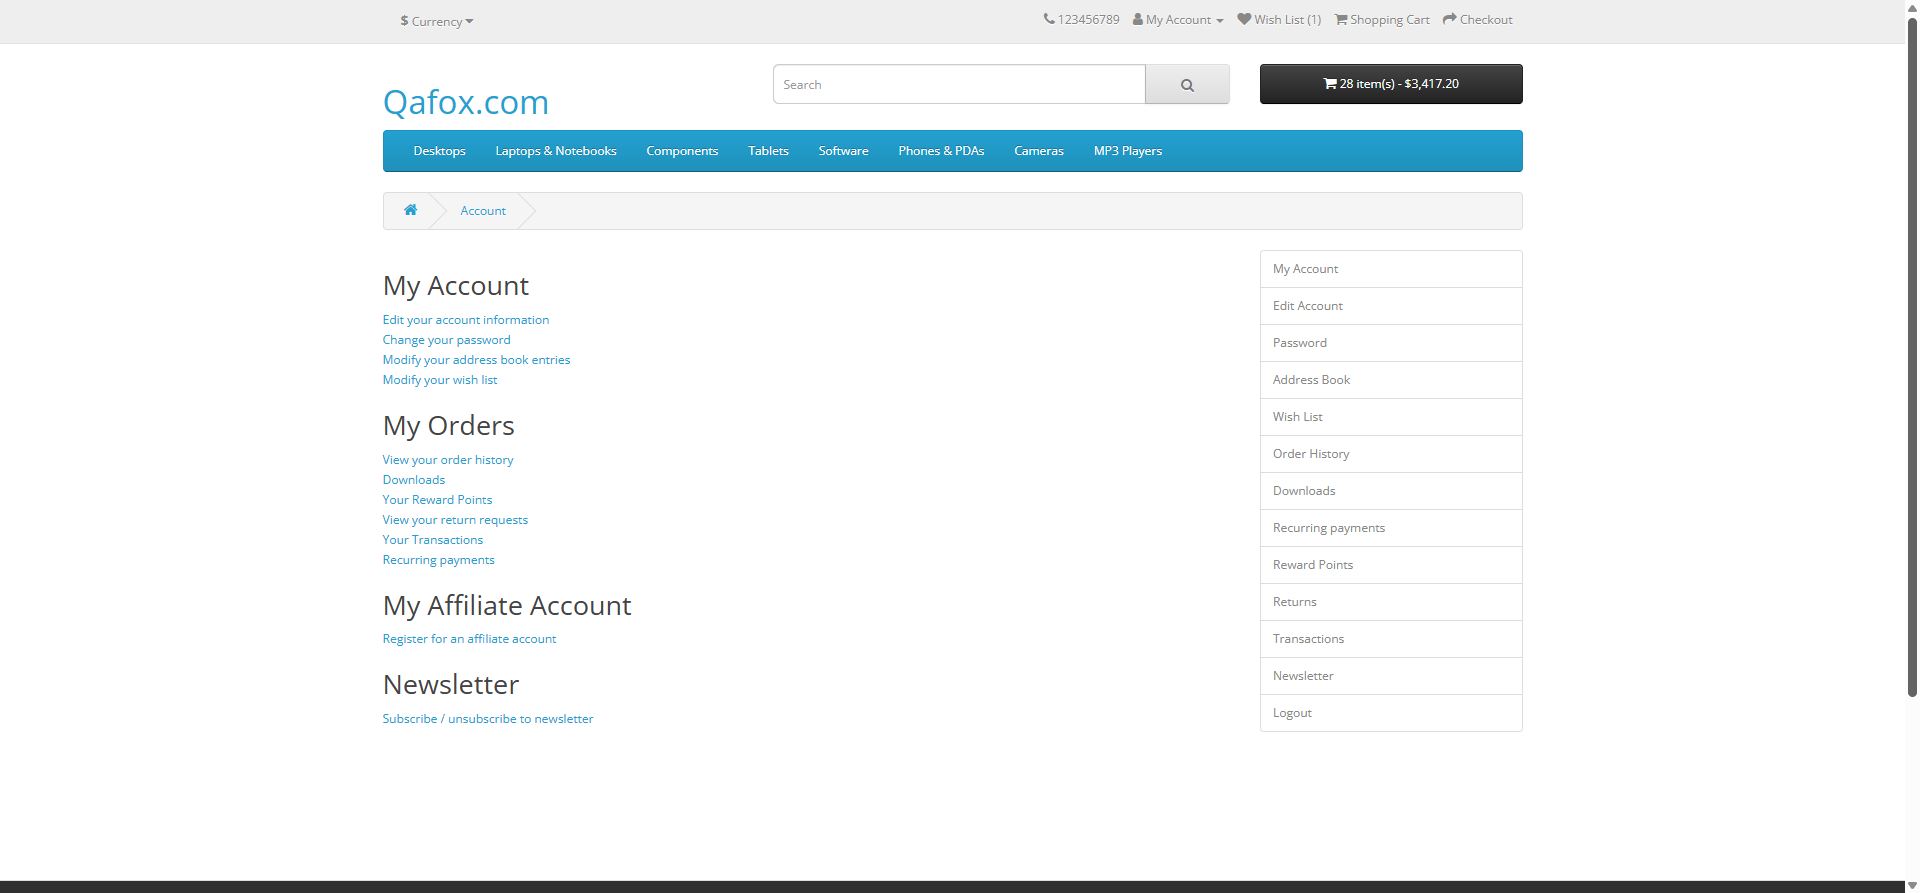 $ Currency
123456789 My Account Wish List (1) Shopping Cart Checkout
Qafox.com
Search
28 item(s) - $3,417.20
Desktops Laptops & Notebooks Components Tablets Software Phones & PDAs Cameras MP3 Players
Account
My Account
Edit your account information
Change your password
Modify your address book entries
Modify your wish list
My Orders
View your order history
Downloads
Your Reward Points
View your return requests
Your Transactions
Recurring payments
My Affiliate Account
Register for an affiliate account
Newsletter
Subscribe / unsubscribe to newsletter
My Account
Edit Account
Password
Address Book
Wish List
Order History
Downloads
Recurring payments
Reward Points
Returns
Transactions
Newsletter
Logout